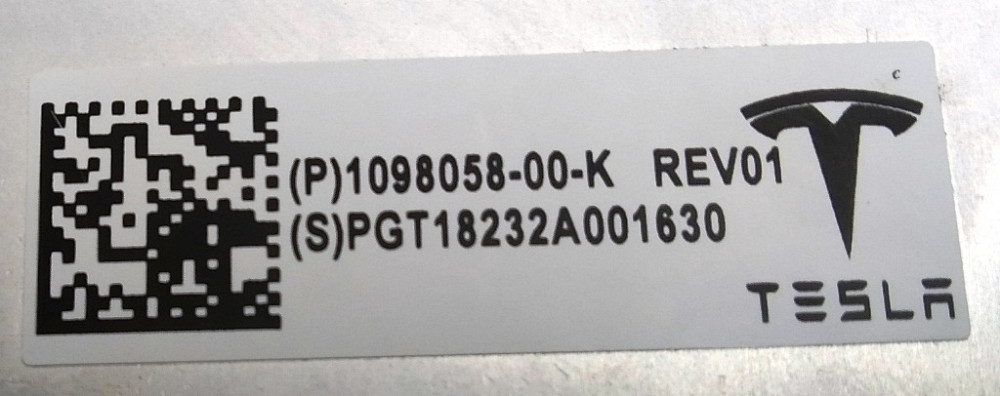 c
(P)1098058-00-K REV01
(S)PGT18232A001630
TESLA